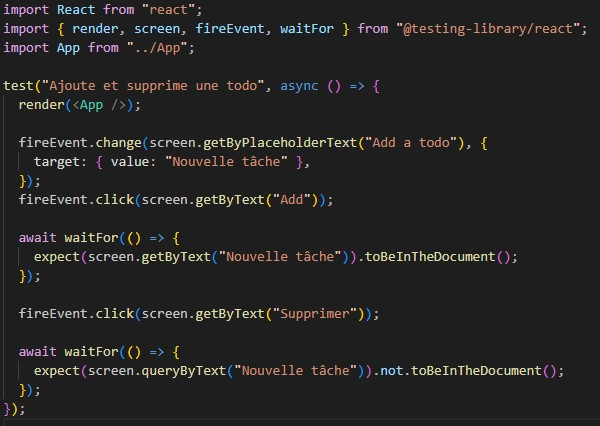 import React from "react";
import { render, screen, fireEvent, waitFor } from "@testing-library/react";
import App from "../App";
test("Ajoute et supprime une todo", async () => {
render(<App />);
fireEvent.change(screen.getByPlaceholderText("Add a todo"), {
target: { value: "Nouvelle tâche" },
});
fireEvent.click(screen.getByText("Add"));
await waitFor(() => {
expect(screen.getByText("Nouvelle tâche")).toBeInTheDocument();
});
fireEvent.click(screen.getByText("Supprimer"));
await waitFor(() => {
expect(screen.queryByText("Nouvelle tâche")).not.toBeInTheDocument();
});
});